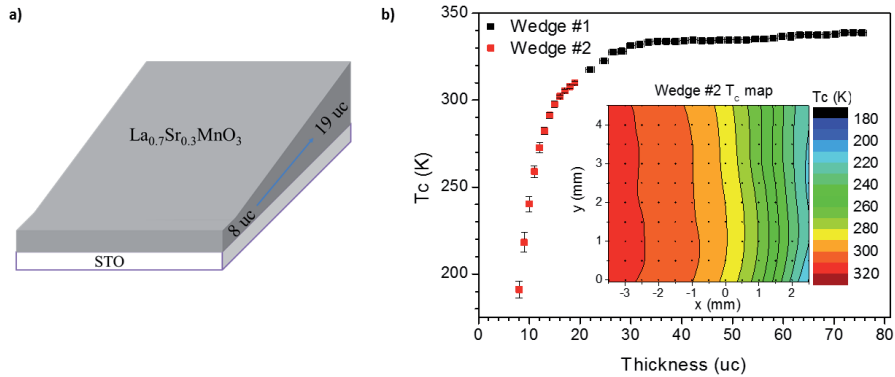 a)
La0.7Sr0.3MnO3
8 uc
19 uc
STO
b)
350
300
250
200
Tc (K)
Wedge #1
Wedge #2
Wedge #2 Tc map
Tc (K)
180
200
220
240
260
280
300
320
y (mm)
4
3
2
1
0
-3
-2
-1
0
1
2
x (mm)
0
10
20
30
40
50
60
70
80
Thickness (uc)